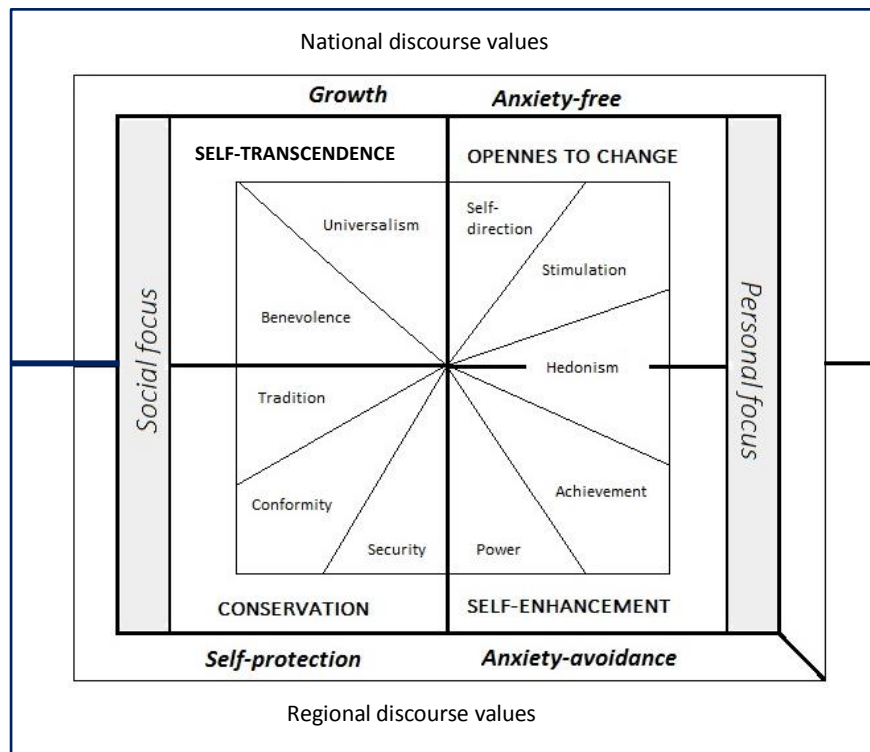 National discourse values
Growth
Anxiety-free
SELF-TRANSCENDENCE
OPENNES TO CHANGE
Universalism
Self-
direction
Stimulation
Benevolence
Social focus
Personal focus
Hedonism
Tradition
Achievement
Conformity
Security
Power
CONSERVATION
SELF-ENHANCEMENT
Self-protection
Anxiety-avoidance
Regional discourse values